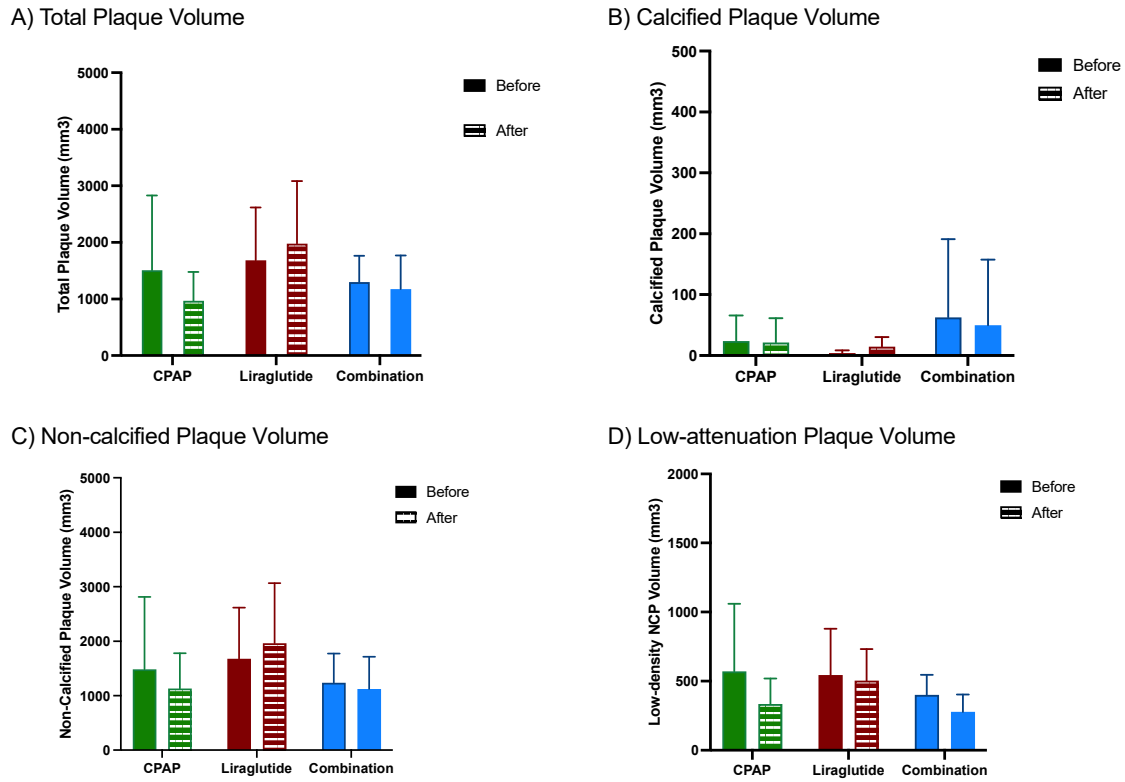 A) Total Plaque Volume
Total Plaque Volume (mm3)
5000
4000
3000
2000
1000
0
CPAP
Liraglutide
Combination
Before
After
B) Calcified Plaque Volume
Calcified Plaque Volume (mm3)
500
400
300
200
100
0
CPAP
Liraglutide
Combination
Before
After
C) Non-calcified Plaque Volume
Non-Calcified Plaque Volume (mm3)
5000
4000
3000
2000
1000
0
CPAP
Liraglutide
Combination
Before
After
D) Low-attenuation Plaque Volume
Low-density NCP Volume (mm3)
2000
1500
1000
500
0
CPAP
Liraglutide
Combination
Before
After